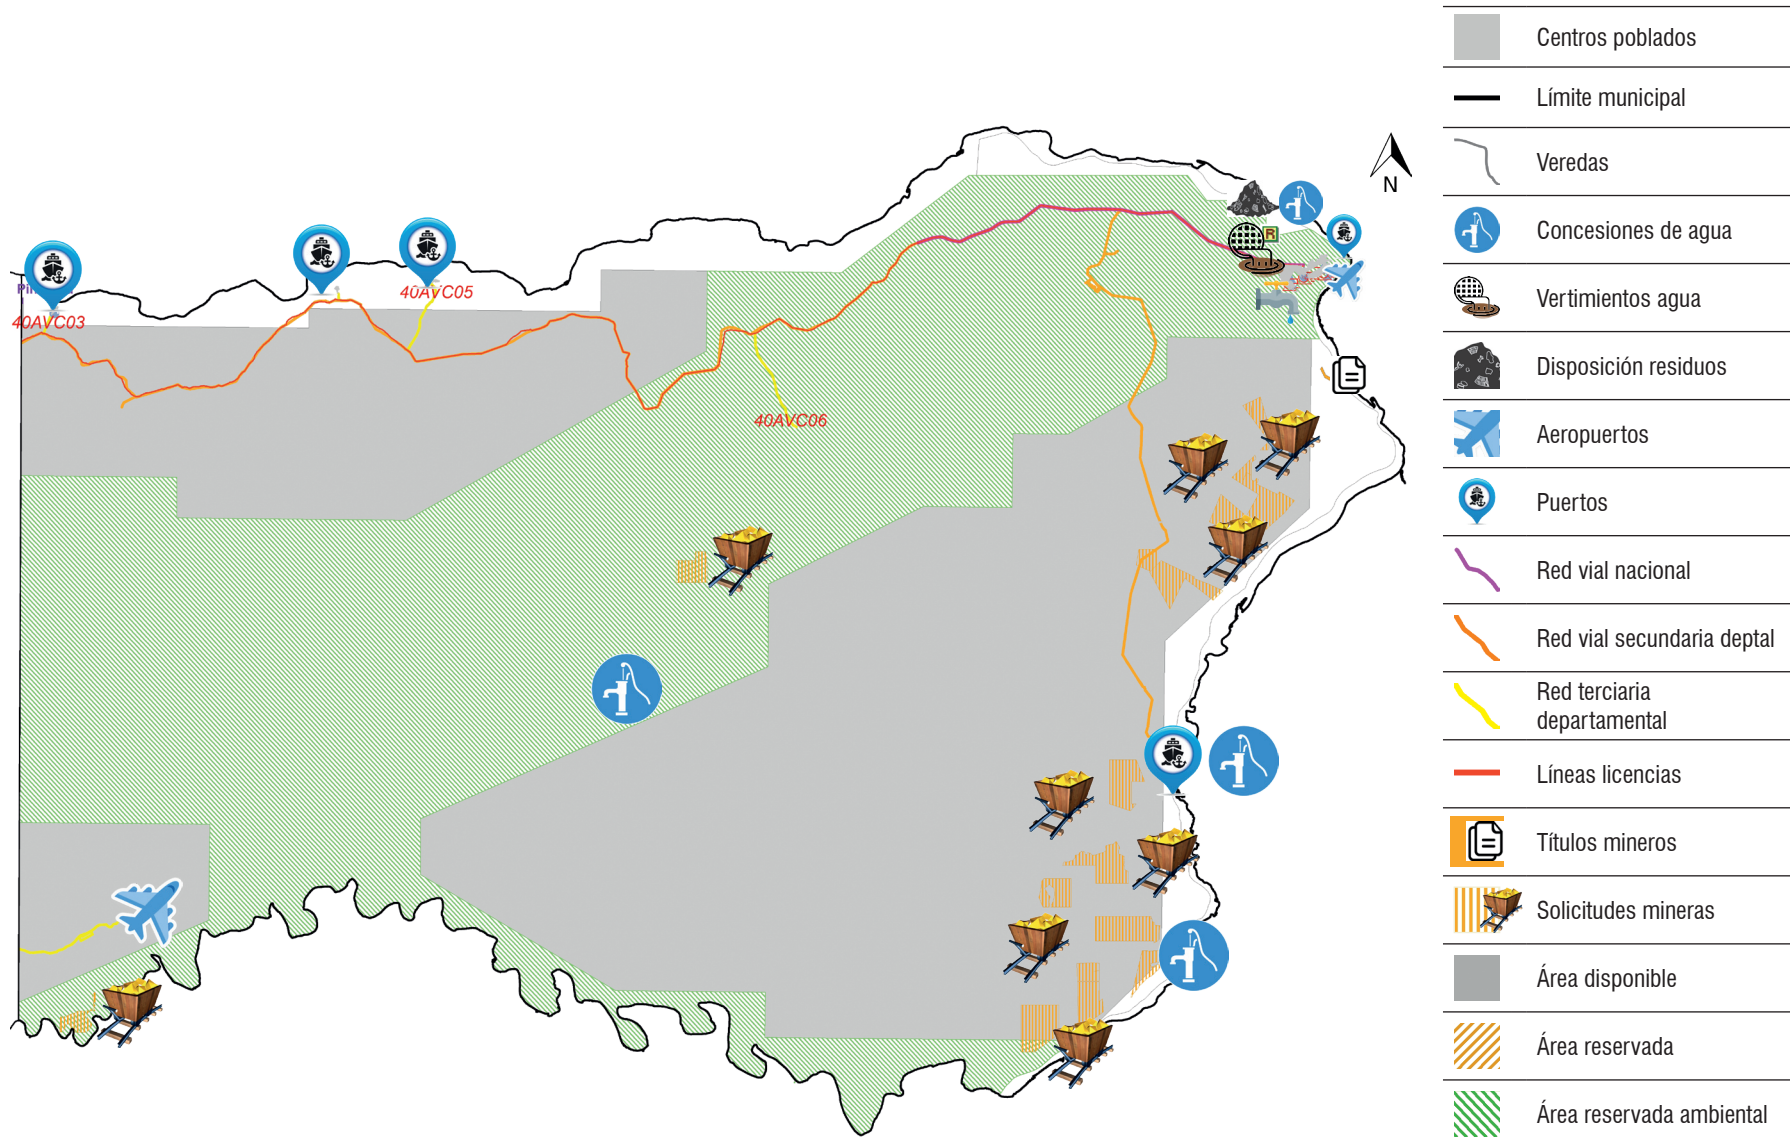 Centros poblados
Límite municipal
Veredas
Concesiones de agua
Vertimientos agua
Disposición residuos
Aeropuertos
Puertos
Red vial nacional
Red vial secundaria deptal
Red terciaria
departamental
Líneas licencias
Títulos mineros
Solicitudes mineras
Área disponible
Área reservada
Área reservada ambiental
N
R
40AVC05
40AVC03
40AVC06